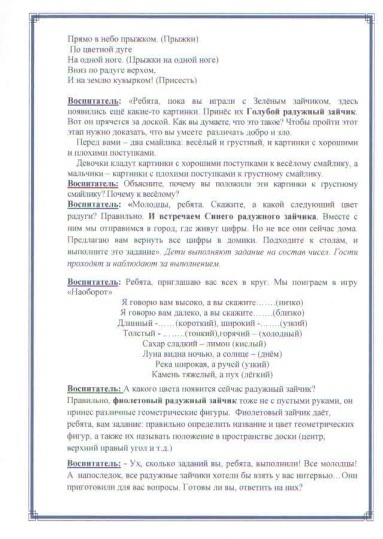 Прямо в небо прыжком. (Прыжки)
По цветной дуге
На одной ноге. (Прыжки на одной ноге)
Вниз по радуге верхом,
И на землю кувырком! (Присесть)
Воспитатель: «Ребята, пока вы играли с Зелёным зайчиком, здесь
появились ещё какие-то картинки. Принёс их Голубой радужный зайчик.
Вот он прячется за доской. Как вы думаете, что это такое? Чтобы пройти этот
этап нужно доказать, что вы умеете различать добро и зло.
Перед вами – два смайлика: весёлый и грустный, и картинки с хорошими
и плохими поступками.
Девочки кладут картинки с хорошими поступками к весёлому смайлику, а
мальчики – картинки с плохими поступками к грустному смайлику.
Воспитатель: Объясните, почему вы положили эти картинки к грустному
смайлику? Почему к весёлому?
Воспитатель: «Молодцы, ребята. Скажите, а какой следующий цвет
радуги? Правильно. И встречаем Синего радужного зайчика. Вместе с
ним мы отправимся в город, где живут цифры. Но не все они сейчас дома.
Предлагаю вам вернуть все цифры в домики. Подходите к столам, и
выполните это задание». Дети выполняют задание на состав чисел. Гости
проходят и наблюдают за выполнением.
Воспитатель: Ребята, приглашаю вас всех в круг. Мы поиграем в игру
«Наоборот»
Я говорю вам высоко, а вы скажите…….(низко)
Я говорю вам далеко, а вы скажете……(близко)
Длинный -……(короткий), широкий -…….(узкий)
Толстый - …….(тонкий),горячий – (холодный)
Сахар сладкий – лимон (кислый)
Луна видна ночью, а солнце – (днём)
Река широкая, а ручей (узкий)
Камень тяжелый, а пух (лёгкий)
Воспитатель: А какого цвета появится сейчас радужный зайчик?
Правильно, фиолетовый радужный зайчик тоже не с пустыми руками, он
принес различные геометрические фигуры. Фиолетовый зайчик даёт,
ребята, вам задание: правильно определить название и цвет геометрических
фигур, а также их называть положение в пространстве доски (центр,
верхний правый угол и т.д.)
Воспитатель: - Ух, сколько заданий вы, ребята, выполнили! Все молодцы!
А напоследок, все радужные зайчики хотели бы взять у вас интервью... Они
приготовили для вас вопросы. Готовы ли вы, ответить на них?